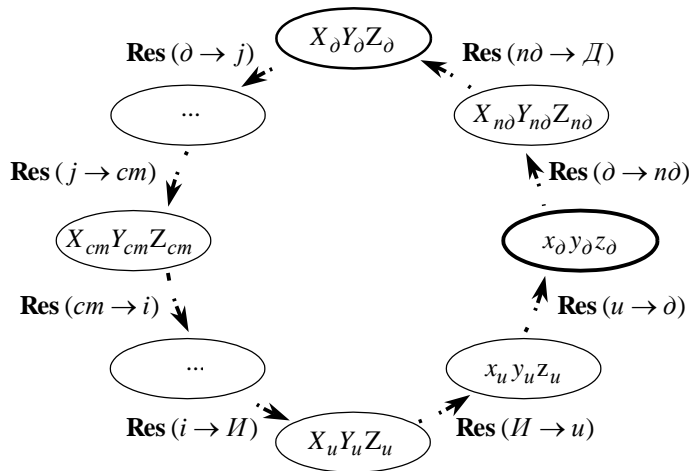 X_д Y_д Z_д
Res (д → j)
Res (пд → Д)
...
X_пд Y_пд Z_пд
Res (j → ст)
Res (д → пд)
X_ст Y_ст Z_ст
x_д y_д z_д
Res (ст → i)
Res (и → д)
...
x_и y_и z_и
Res (i → И)
Res (И → и)
X_и Y_и Z_и